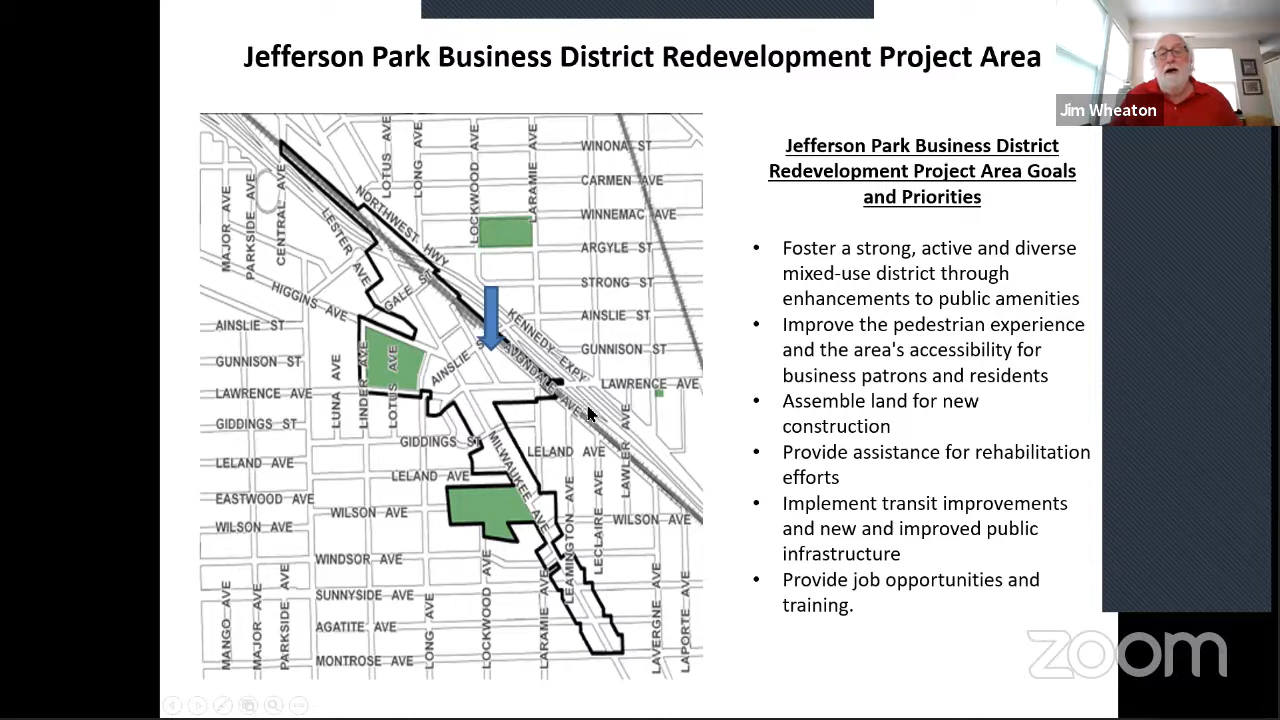 Jefferson Park Business District Redevelopment Project Area
Jim Wheaton
Jefferson Park Business District
Redevelopment Project Area Goals
and Priorities
• Foster a strong, active and diverse
mixed-use district through
enhancements to public amenities
• Improve the pedestrian experience
and the area's accessibility for
business patrons and residents
• Assemble land for new
construction
• Provide assistance for rehabilitation
efforts
• Implement transit improvements
and new and improved public
infrastructure
• Provide job opportunities and
training.
MAJOR AVE
PARKSIDE AVE
CENTRAL AVE
LOTUS AVE
LONG AVE
LOCKWOOD AVE
LARAMIE AVE
WINONA ST
CARMEN AVE
WINNEMAC AVE
ARGYLE ST
STRONG ST
AINSLIE ST
GUNNISON ST
LAWRENCE AVE
NORTHWEST HWY
LESTER AVE
GALE ST
HIGGINS AVE
KENNEDY EXPY
AVONDALE AVE
AINSLIE ST
AINSLIE ST
GUNNISON ST
LAWRENCE AVE
GIDDINGS ST
LELAND AVE
EASTWOOD AVE
WILSON AVE
LUNA AVE
LINDER AVE
LOTUS AVE
GIDDINGS ST
LELAND AVE
WILSON AVE
MILWAUKEE AVE
LELAND AVE
LAWLER AVE
LECLAIRE AVE
LEAMINGTON AVE
WILSON AVE
WINDSOR AVE
SUNNYSIDE AVE
AGATITE AVE
MONTROSE AVE
MANGO AVE
MAJOR AVE
PARKSIDE AVE
LONG AVE
LOCKWOOD AVE
LARAMIE AVE
LAVERGNE AVE
LAPORTE AVE
zoom